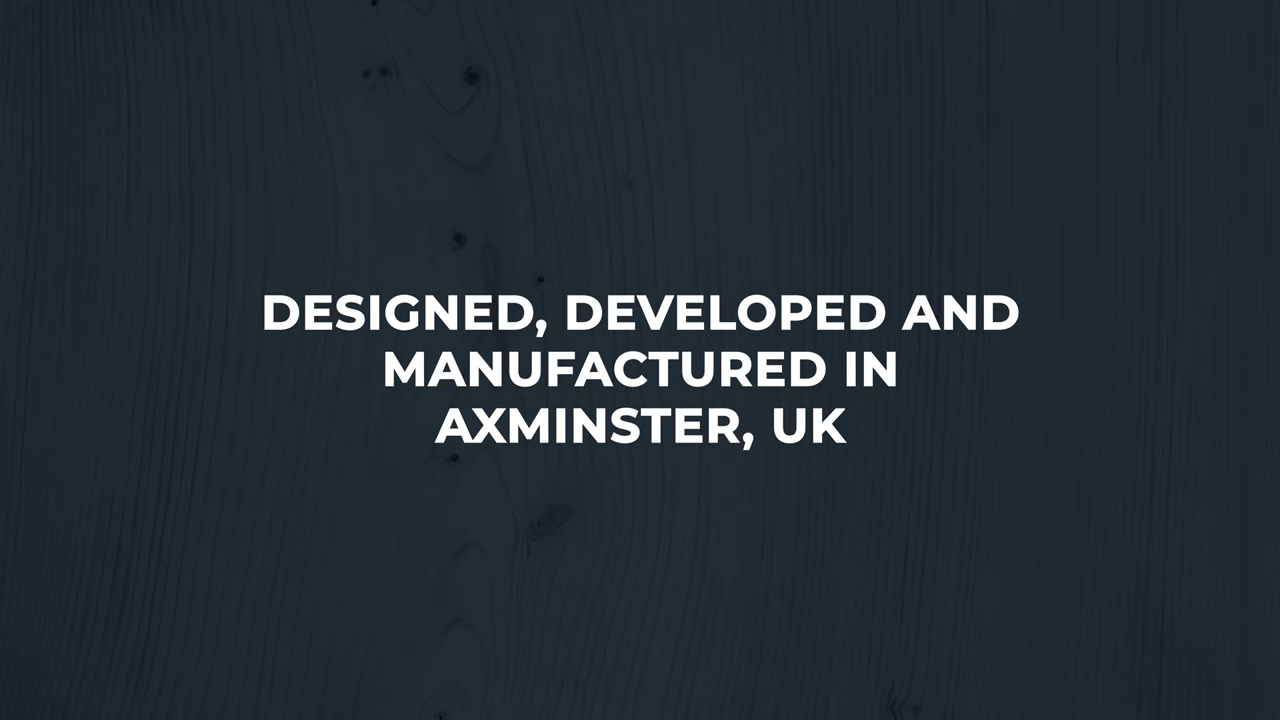 DESIGNED, DEVELOPED AND
MANUFACTURED IN
AXMINSTER, UK